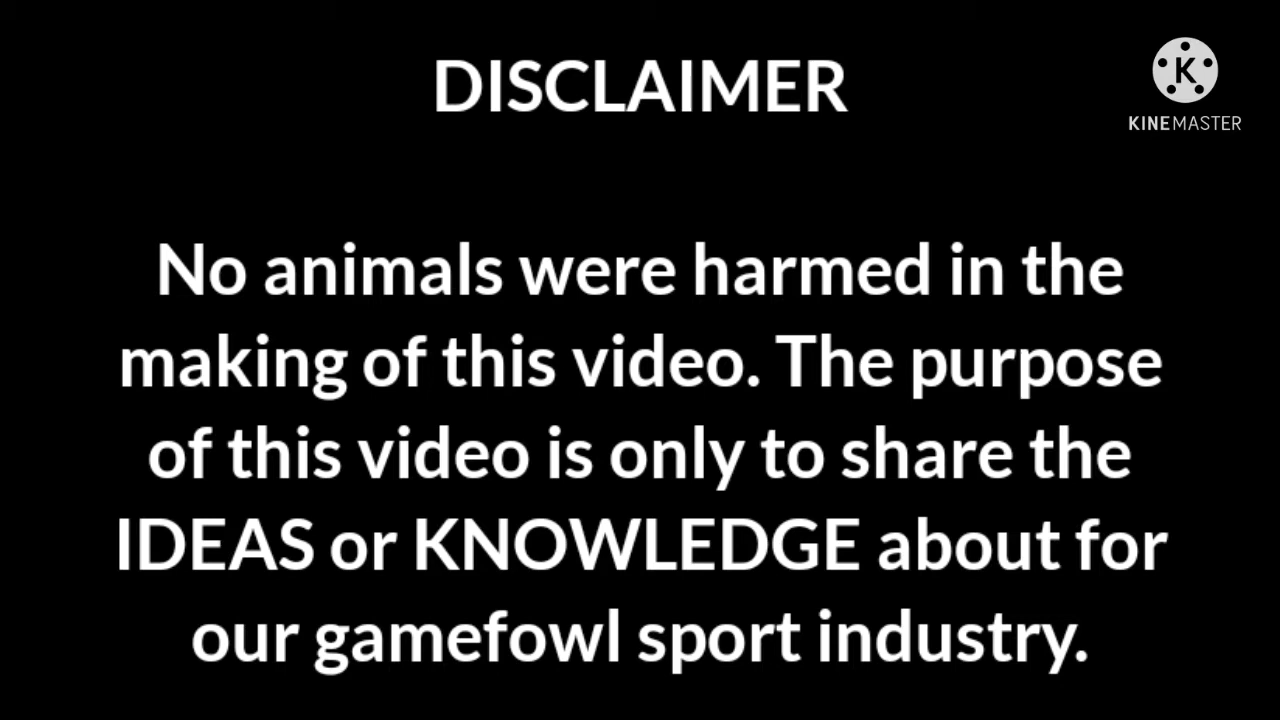 DISCLAIMER
K
KINEMASTER
No animals were harmed in the
making of this video. The purpose
of this video is only to share the
IDEAS or KNOWLEDGE about for
our gamefowl sport industry.